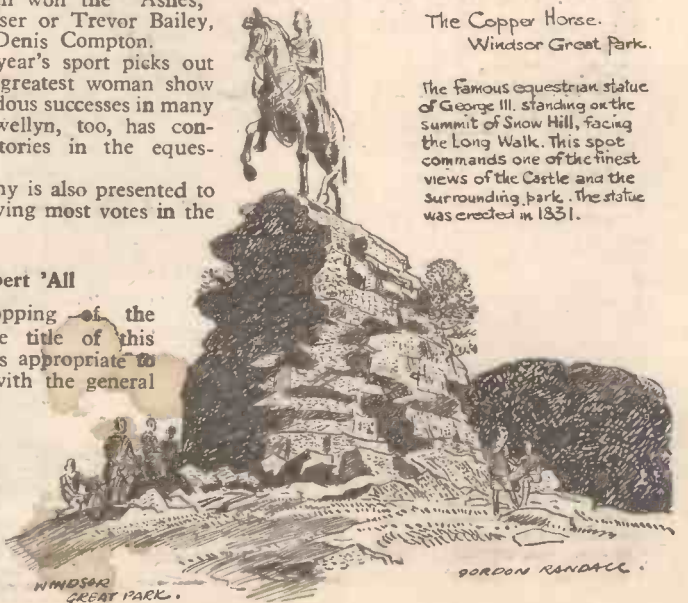 won the "Ashes,"
ser or Trevor Bailey,
Denis Compton.
year's sport picks out
greatest woman show
dous successes in many
wellyn, too, has con-
tories in the eques-
ny is also presented to
ving most votes in the
pert 'All
pping of the
e title of this
s appropriate to
with the general
The Copper Horse.
Windsor Great Park.
The famous equestrian statue
of George III. standing on the
summit of Snow Hill, facing
the Long Walk. This spot
commands one of the finest
views of the Castle and the
surrounding park. The statue
was erected in 1831.
WINDSOR
GREAT PARK.
GORDON RANDALL.